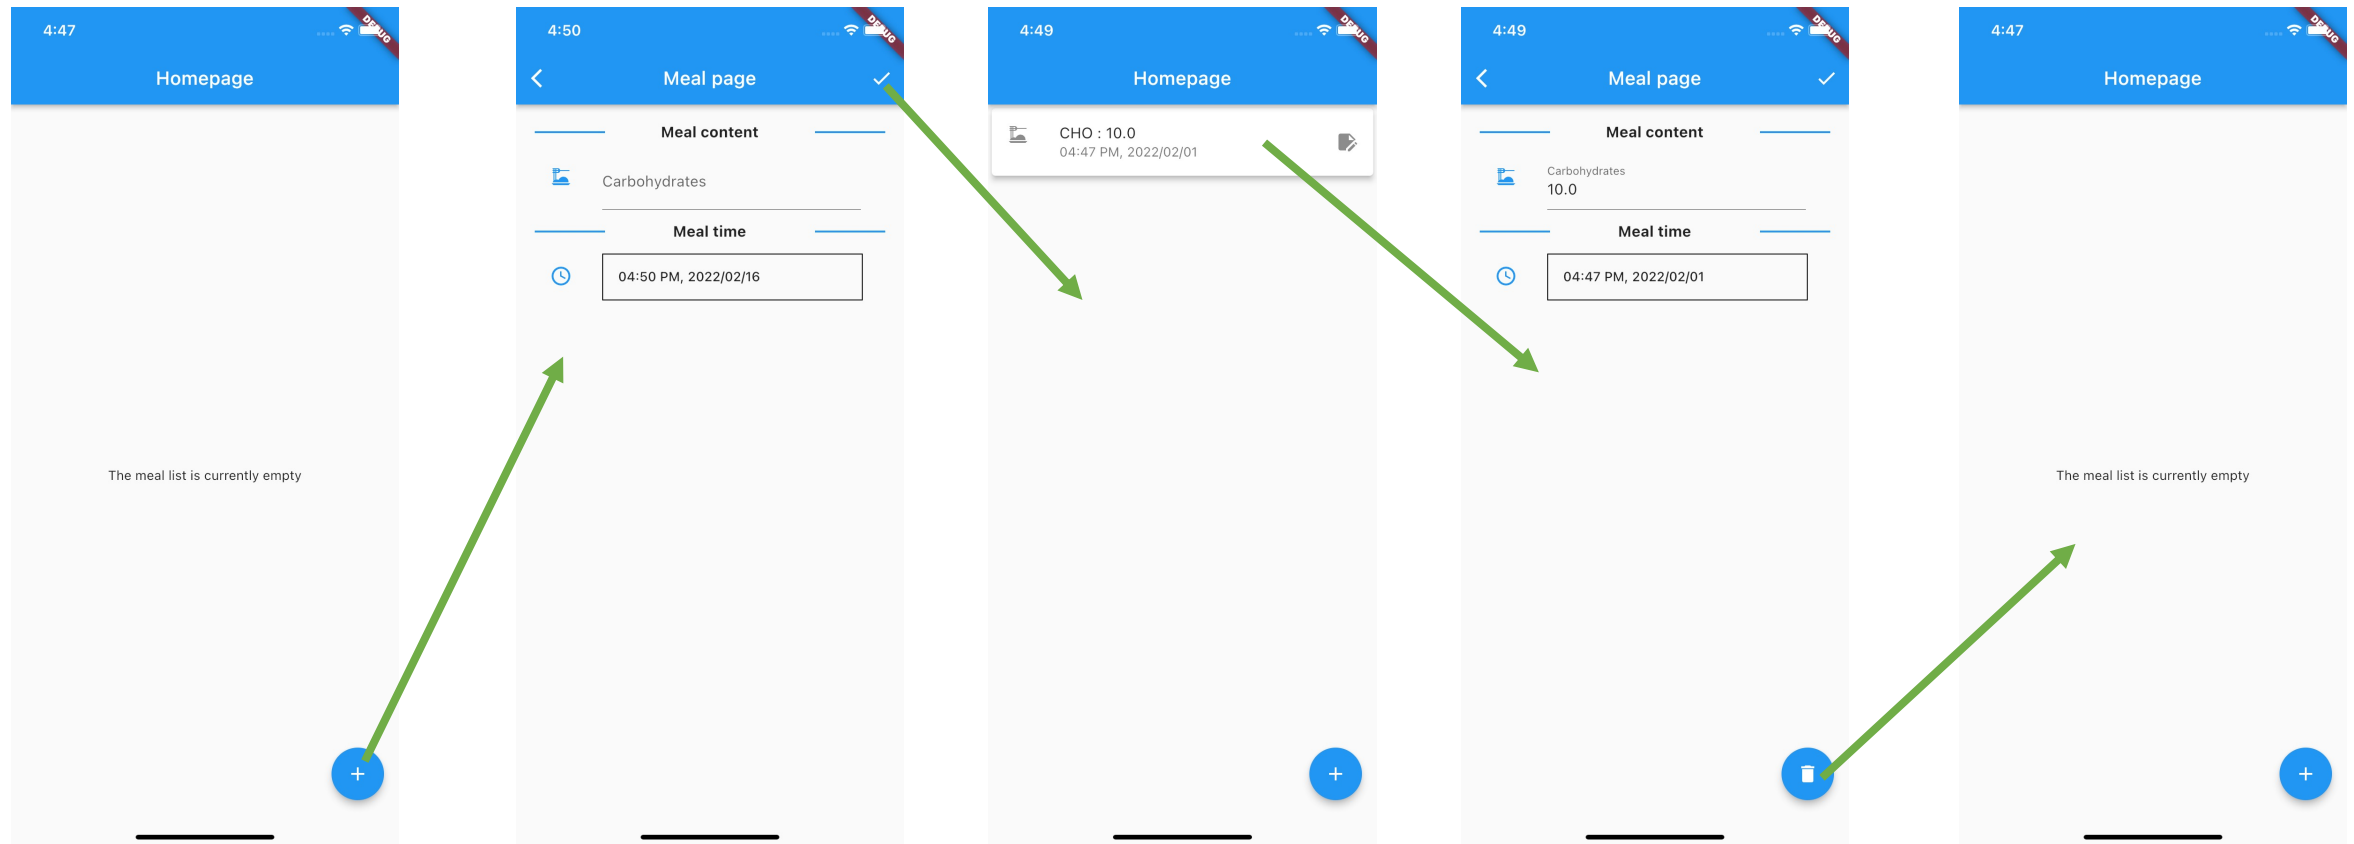 4:47
DEBUG
Homepage
The meal list is currently empty
4:50
DEBUG
Meal page
Meal content
Carbohydrates
Meal time
04:50 PM, 2022/02/16
4:49
DEBUG
Homepage
CHO : 10.0
04:47 PM, 2022/02/01
4:49
DEBUG
Meal page
Meal content
Carbohydrates
10.0
Meal time
04:47 PM, 2022/02/01
4:47
DEBUG
Homepage
The meal list is currently empty